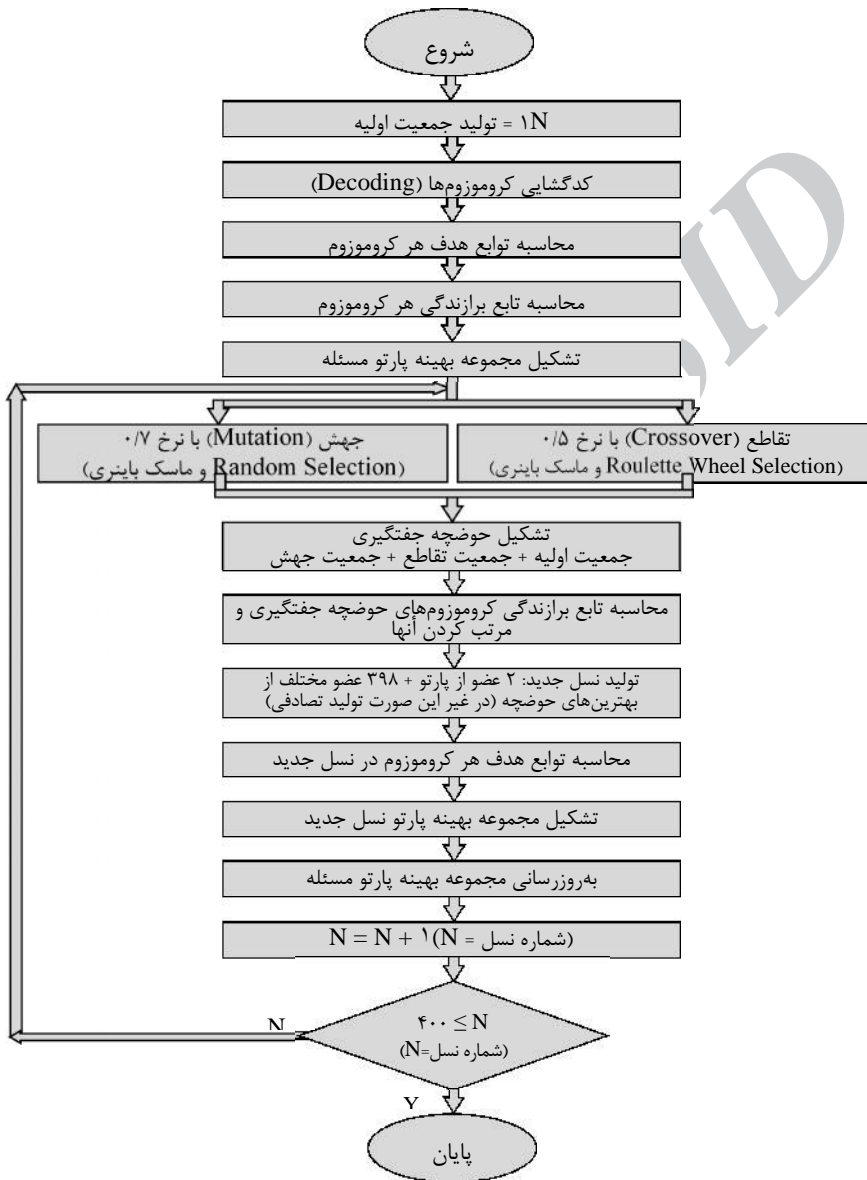 شروع
۱N = تولید جمعیت اولیه
کدگشایی کروموزوم‌ها (Decoding)
محاسبه توابع هدف هر کروموزوم
محاسبه تابع برازندگی هر کروموزوم
تشکیل مجموعه بهینه پارتو مسئله
تقاطع (Crossover) با نرخ ۰/۵
(Roulette Wheel Selection و ماسک باینری)
جهش (Mutation) با نرخ ۰/۷
(Random Selection و ماسک باینری)
تشکیل حوضچه جفتگیری
جمعیت اولیه + جمعیت تقاطع + جمعیت جهش
محاسبه تابع برازندگی کروموزوم‌های حوضچه جفتگیری و
مرتب کردن آنها
تولید نسل جدید: ۲ عضو از پارتو + ۳۹۸ عضو مختلف از
بهترین‌های حوضچه (در غیر این صورت تولید تصادفی)
محاسبه توابع هدف هر کروموزوم در نسل جدید
تشکیل مجموعه بهینه پارتو نسل جدید
به‌روزرسانی مجموعه بهینه پارتو مسئله
N = N + ۱(N = شماره نسل)
۴۰۰ ≤ N
(شماره نسل=N)
N
Y
پایان